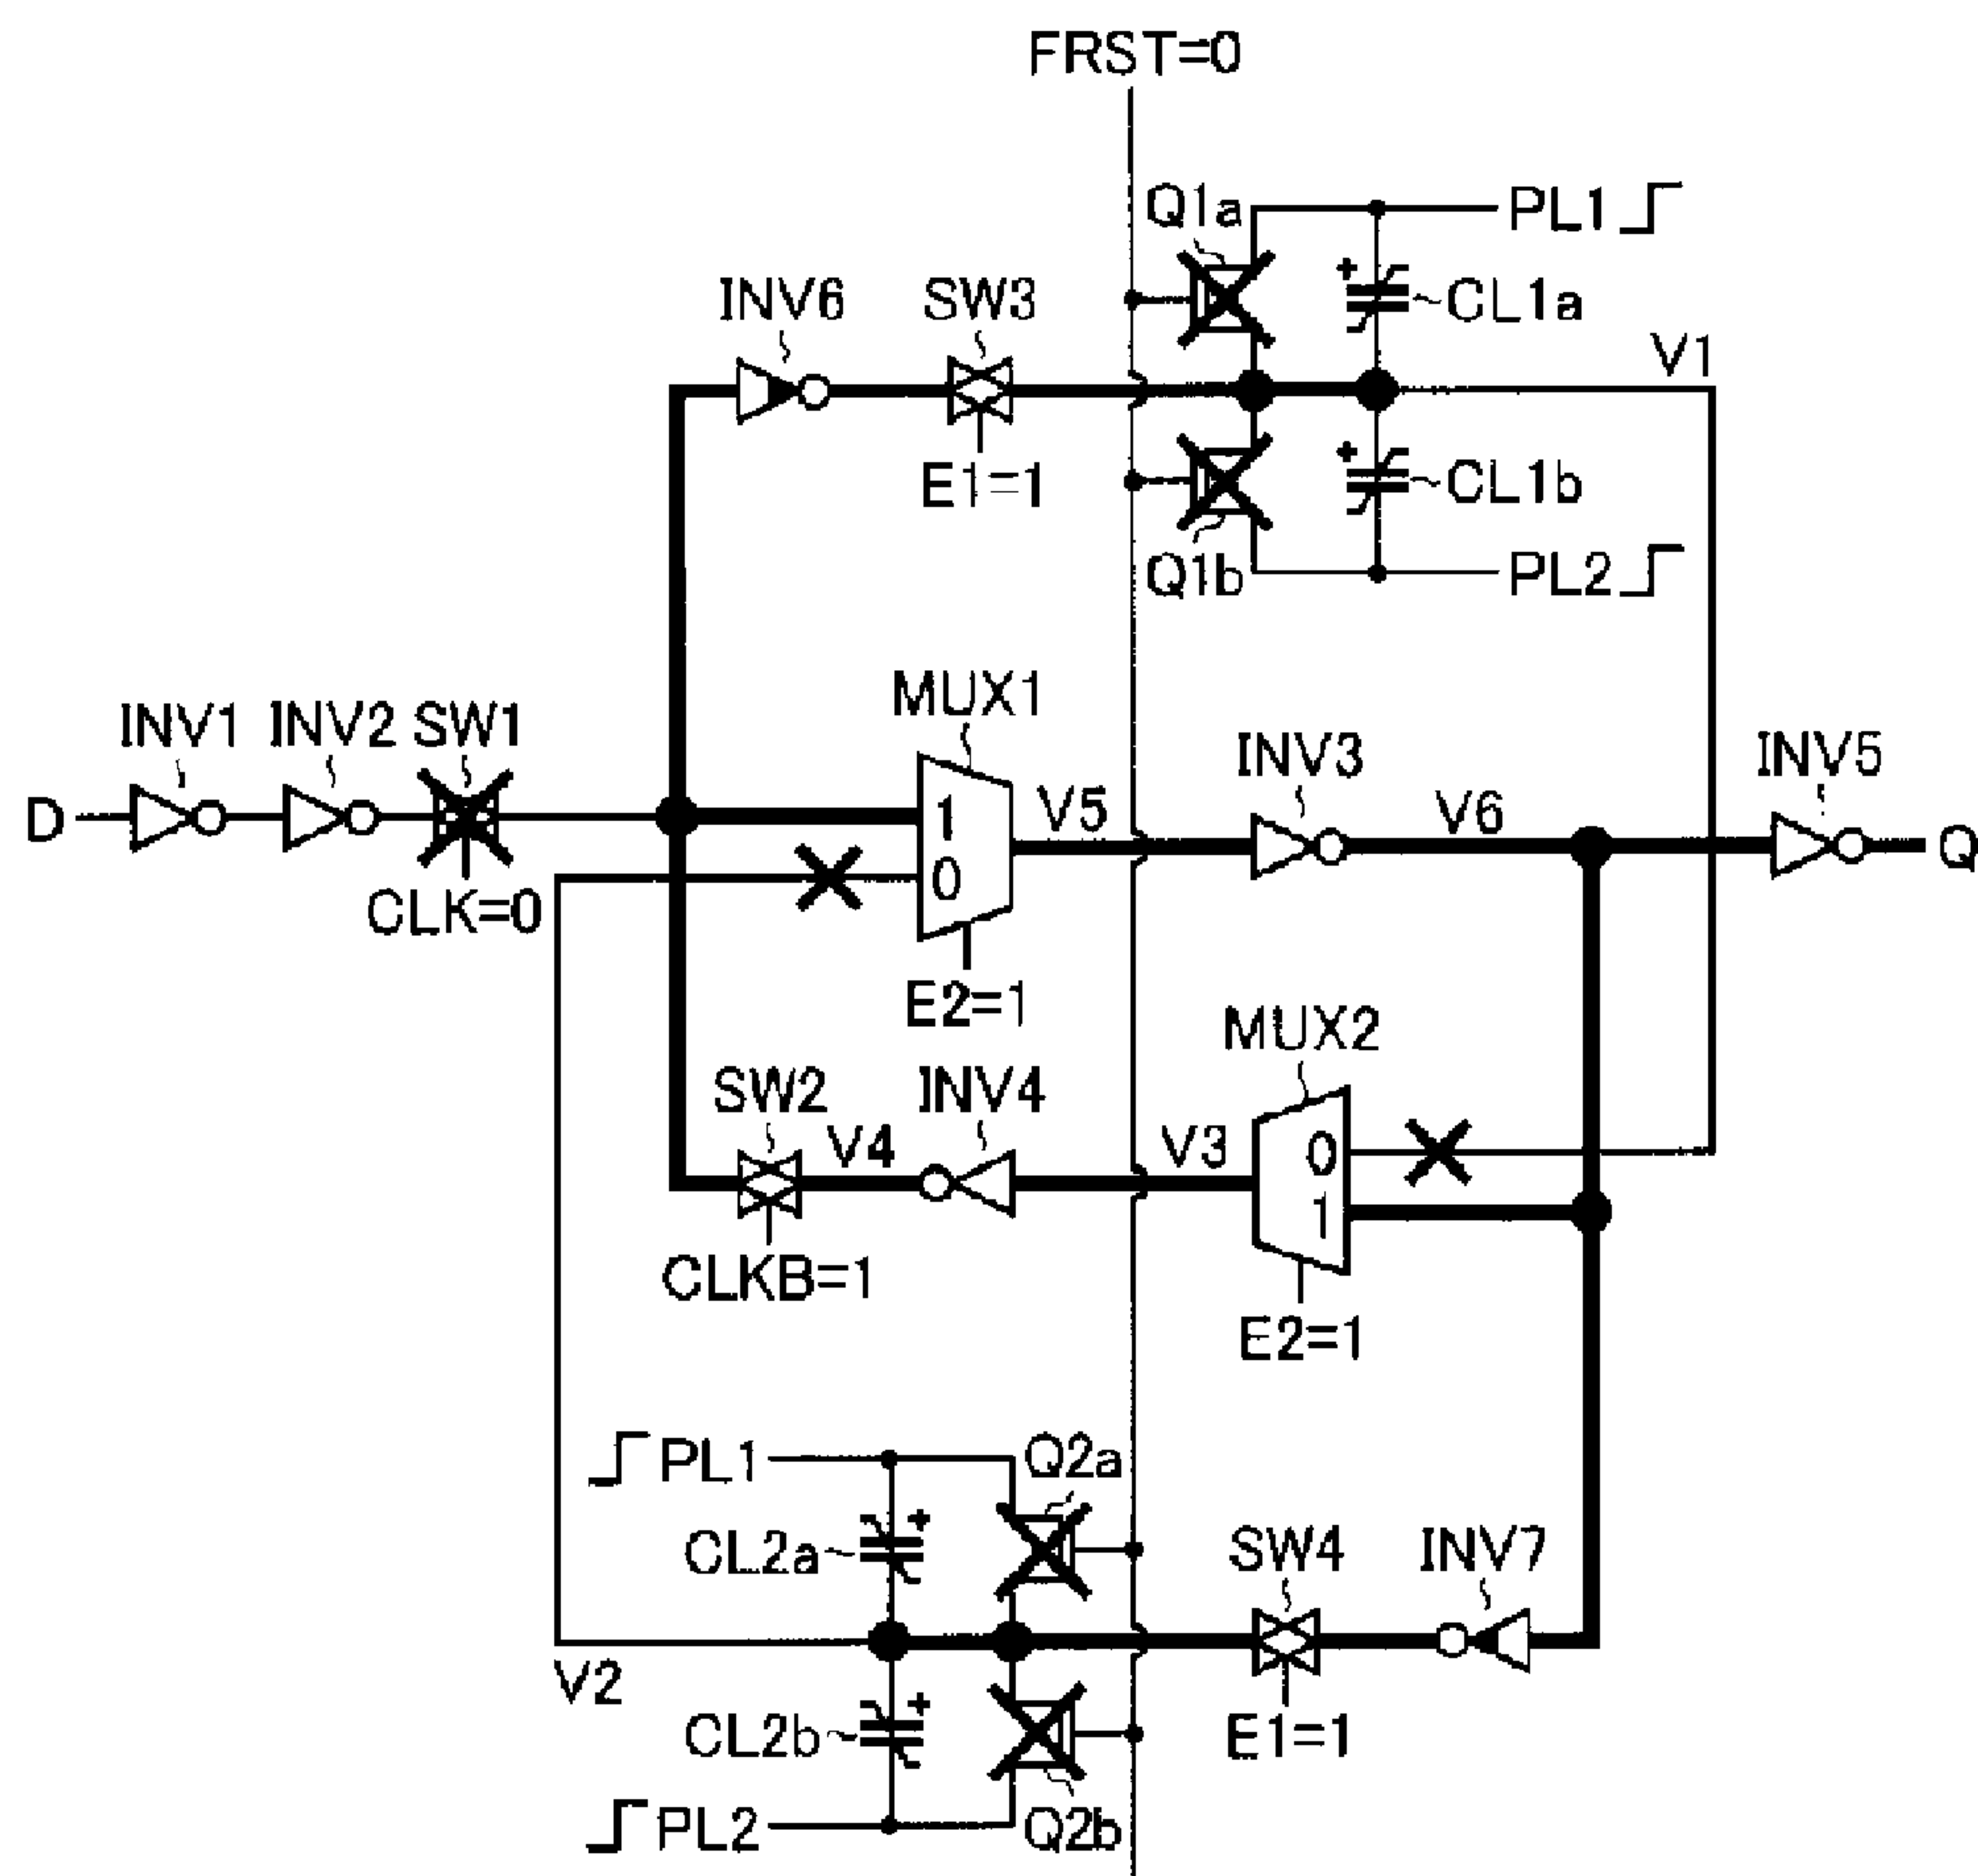 FRST=0
Q1a
PL1
INV6
SW3
CL1a
V1
E1=1
CL1b
Q1b
PL2
MUX1
INV1
INV2
SW1
INV3
INV5
D
1
V5
V6
Q
0
CLK=0
E2=1
MUX2
SW2
INV4
V4
V3
0
1
CLKB=1
E2=1
PL1
Q2a
CL2a
SW4
INV7
V2
CL2b
E1=1
PL2
Q2b